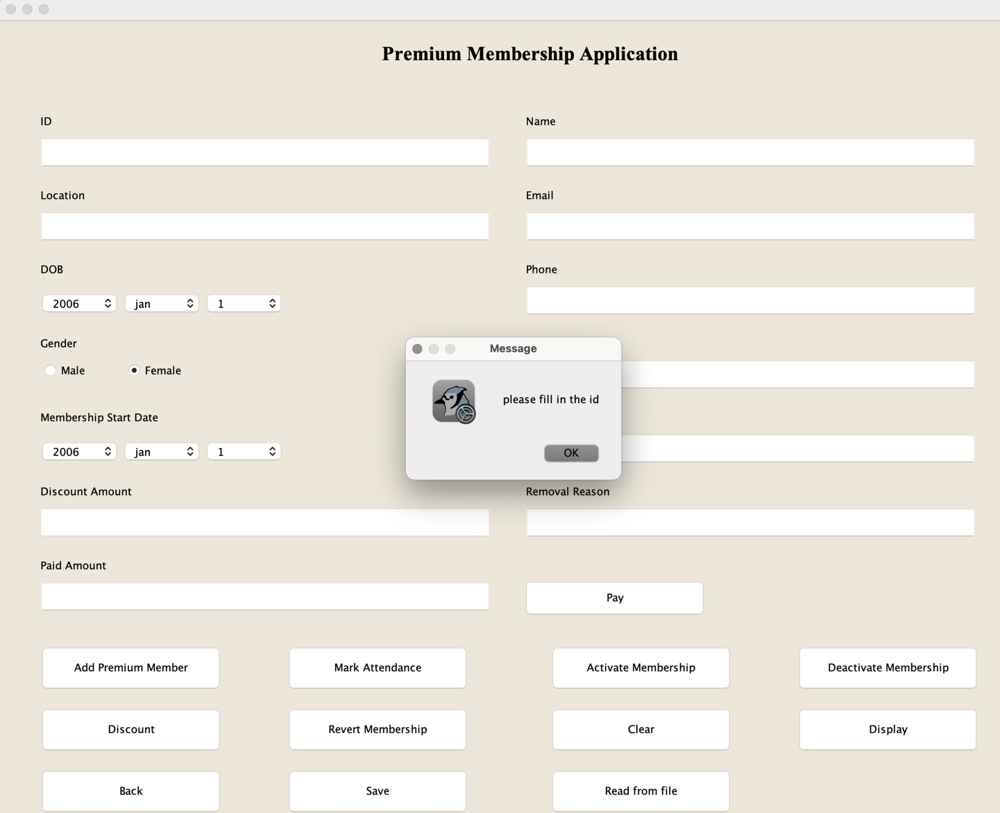 Premium Membership Application
ID
Name
Location
Email
DOB
Phone
2006 jan 1
Gender
Male Female
Message
please fill in the id
OK
Membership Start Date
2006 jan 1
Discount Amount
Removal Reason
Paid Amount
Pay
Add Premium Member
Mark Attendance
Activate Membership
Deactivate Membership
Discount
Revert Membership
Clear
Display
Back
Save
Read from file